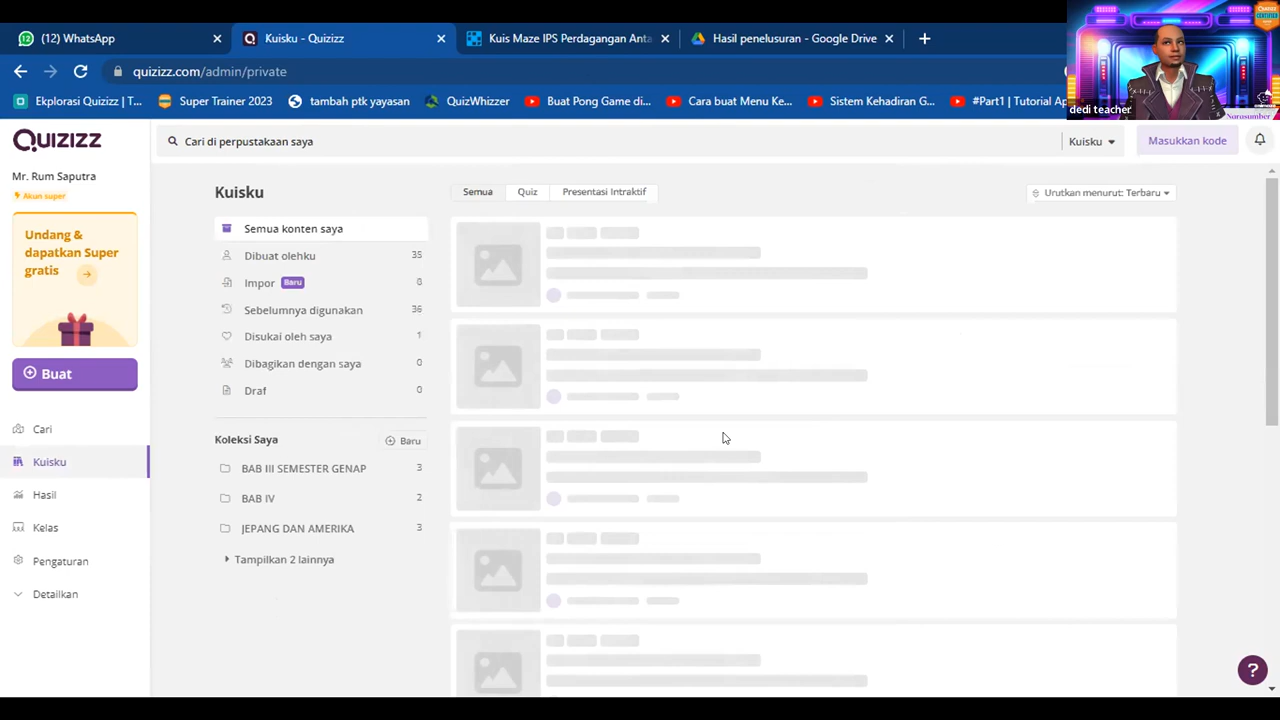 (12) WhatsApp
Kuisku - Quizizz
Kuis Maze IPS Perdagangan Anta
Hasil penelusuran - Google Drive
quizizz.com/admin/private
Ekplorasi Quizizz | T...
Super Trainer 2023
tambah ptk yayasan
QuizWhizzer
Buat Pong Game di...
Cara buat Menu Ke...
Sistem Kehadiran G...
#Part1 | Tutorial Ap
dedi teacher
Narasumber
QUIZIZZ
Cari di perpustakaan saya
Kuisku
Masukkan kode
Mr. Rum Saputra
Akun super
Undang &
dapatkan Super
gratis
Buat
Cari
Kuisku
Hasil
Kelas
Pengaturan
Detailkan
Kuisku
Semua konten saya
Dibuat olehku 35
Impor Baru 6
Sebelumnya digunakan 36
Disukai oleh saya 1
Dibagikan dengan saya 0
Draf 0
Koleksi Saya
Baru
BAB III SEMESTER GENAP 3
BAB IV 2
JEPANG DAN AMERIKA 3
Tampilkan 2 lainnya
Semua
Quiz
Presentasi Intraktif
Urutkan menurut: Terbaru
?